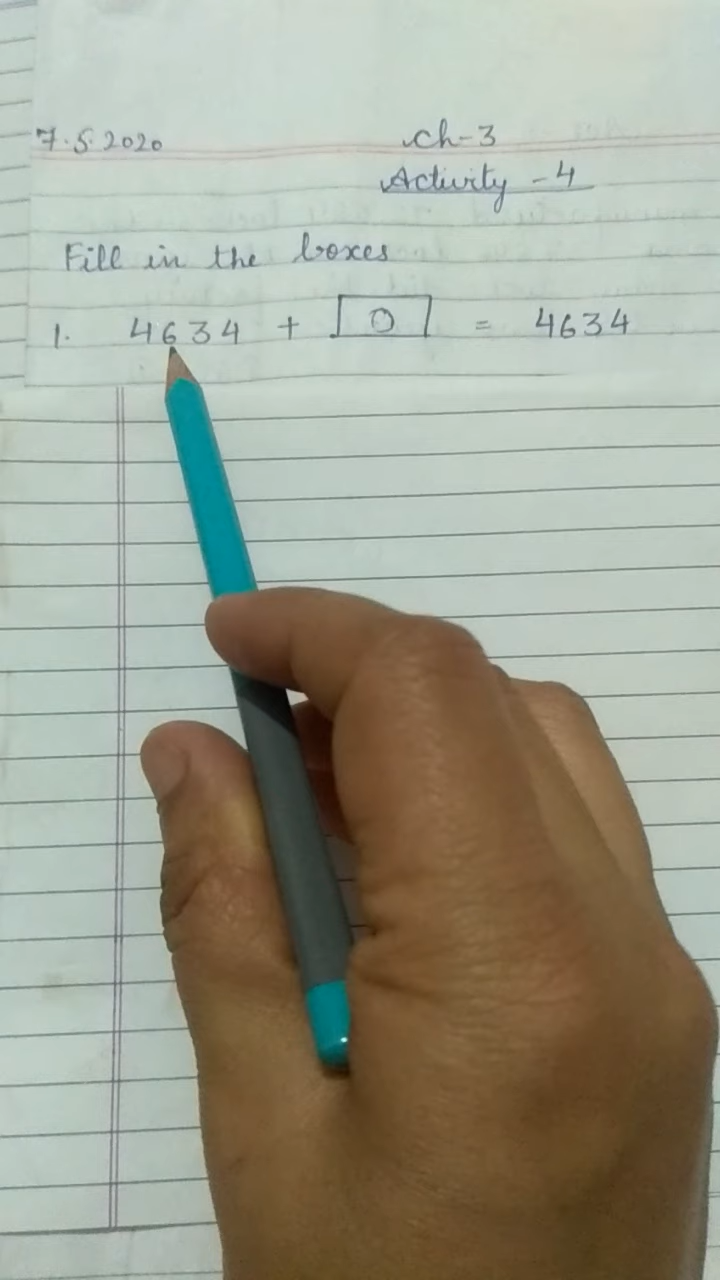 7.5.2020 ch-3
Activity - 4
Fill in the boxes
1. 4634 + 0 = 4634